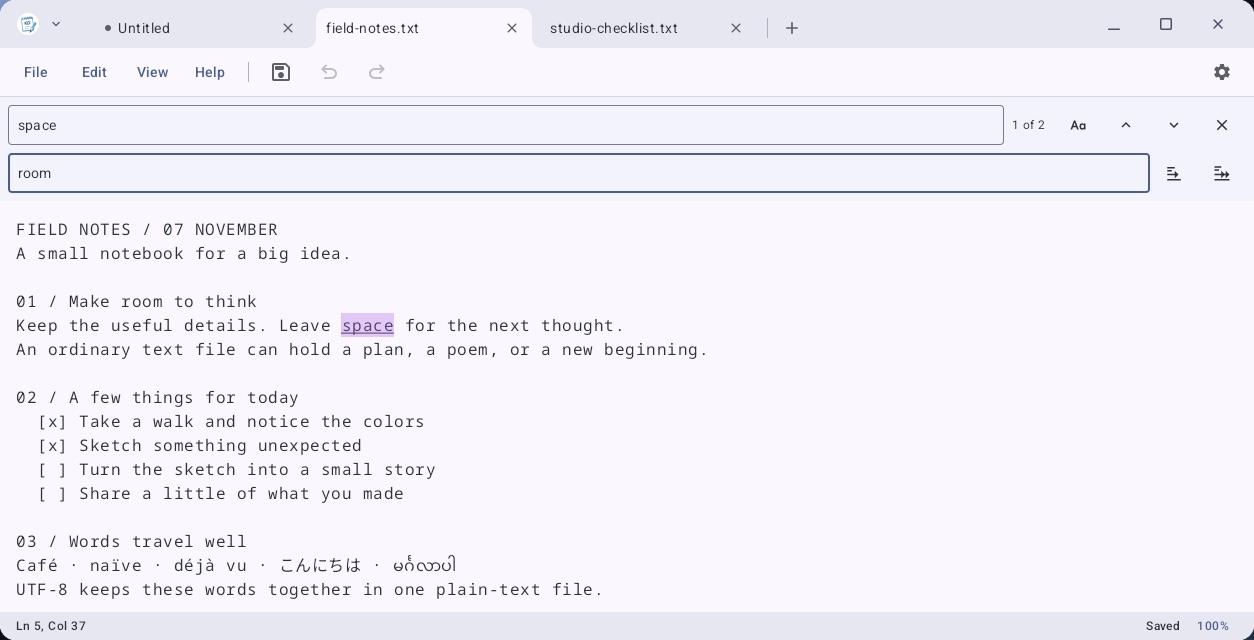 Untitled
field-notes.txt
studio-checklist.txt
File Edit View Help
space
1 of 2
Aa
room
FIELD NOTES / 07 NOVEMBER
A small notebook for a big idea.
01 / Make room to think
Keep the useful details. Leave space for the next thought.
An ordinary text file can hold a plan, a poem, or a new beginning.
02 / A few things for today
[x] Take a walk and notice the colors
[x] Sketch something unexpected
[ ] Turn the sketch into a small story
[ ] Share a little of what you made
03 / Words travel well
Café · naïve · déjà vu · こんにちは · မင်္ဂလာပါ
UTF-8 keeps these words together in one plain-text file.
Ln 5, Col 37
Saved
100%